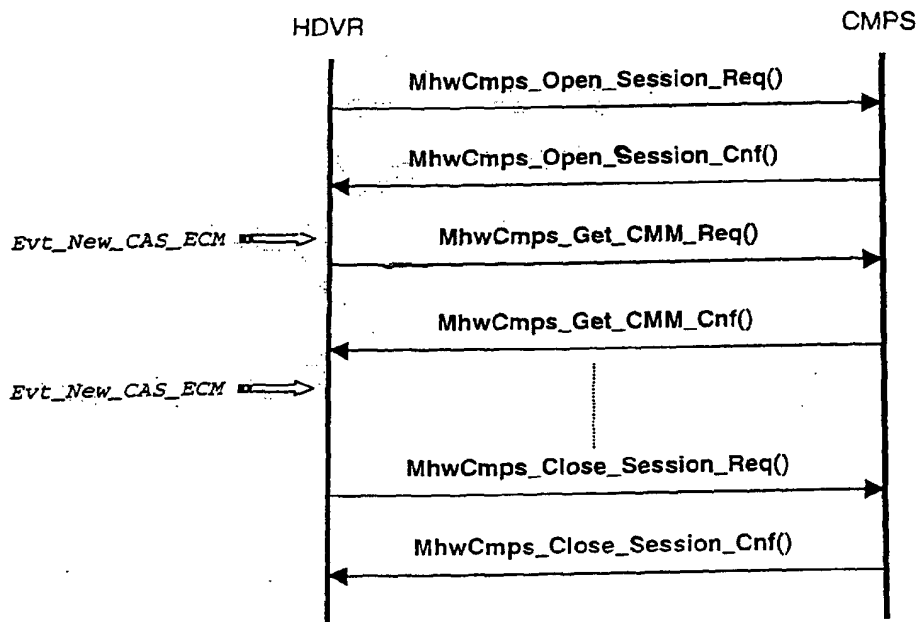 HDVR CMPS
MhwCmps_Open_Session_Req()
MhwCmps_Open_Session_Cnf()
Evt_New_CAS_ECM
MhwCmps_Get_CMM_Req()
MhwCmps_Get_CMM_Cnf()
Evt_New_CAS_ECM
MhwCmps_Close_Session_Req()
MhwCmps_Close_Session_Cnf()